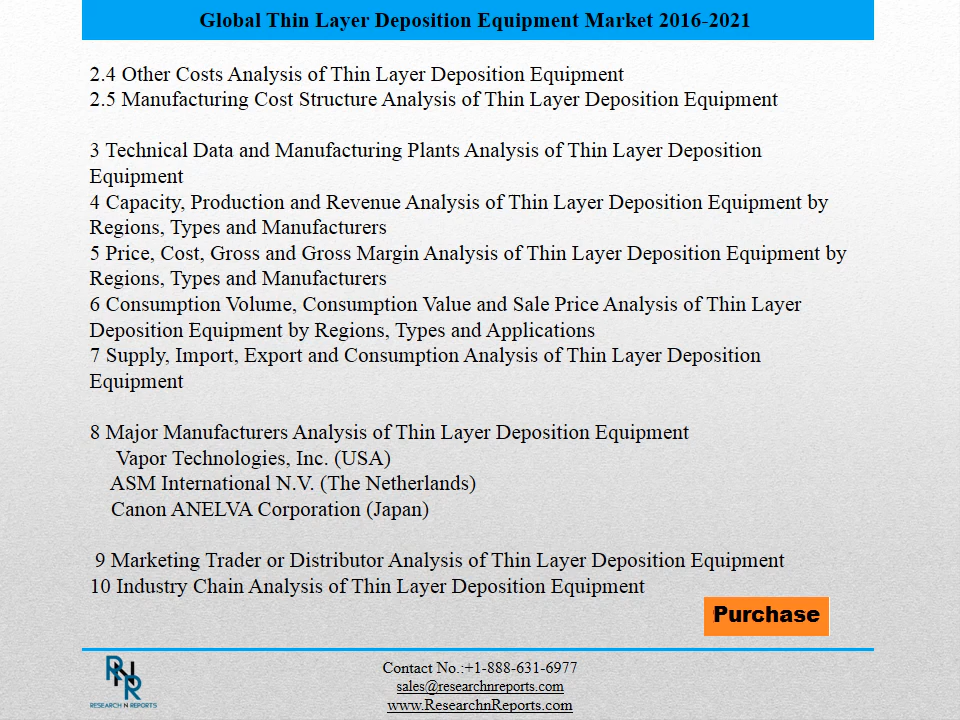 Global Thin Layer Deposition Equipment Market 2016-2021
2.4 Other Costs Analysis of Thin Layer Deposition Equipment
2.5 Manufacturing Cost Structure Analysis of Thin Layer Deposition Equipment
3 Technical Data and Manufacturing Plants Analysis of Thin Layer Deposition
Equipment
4 Capacity, Production and Revenue Analysis of Thin Layer Deposition Equipment by
Regions, Types and Manufacturers
5 Price, Cost, Gross and Gross Margin Analysis of Thin Layer Deposition Equipment by
Regions, Types and Manufacturers
6 Consumption Volume, Consumption Value and Sale Price Analysis of Thin Layer
Deposition Equipment by Regions, Types and Applications
7 Supply, Import, Export and Consumption Analysis of Thin Layer Deposition
Equipment
8 Major Manufacturers Analysis of Thin Layer Deposition Equipment
Vapor Technologies, Inc. (USA)
ASM International N.V. (The Netherlands)
Canon ANELVA Corporation (Japan)
9 Marketing Trader or Distributor Analysis of Thin Layer Deposition Equipment
10 Industry Chain Analysis of Thin Layer Deposition Equipment
Purchase
RNR
RESEARCH N REPORTS
Contact No.:+1-888-631-6977
sales@researchnreports.com
www.ResearchnReports.com